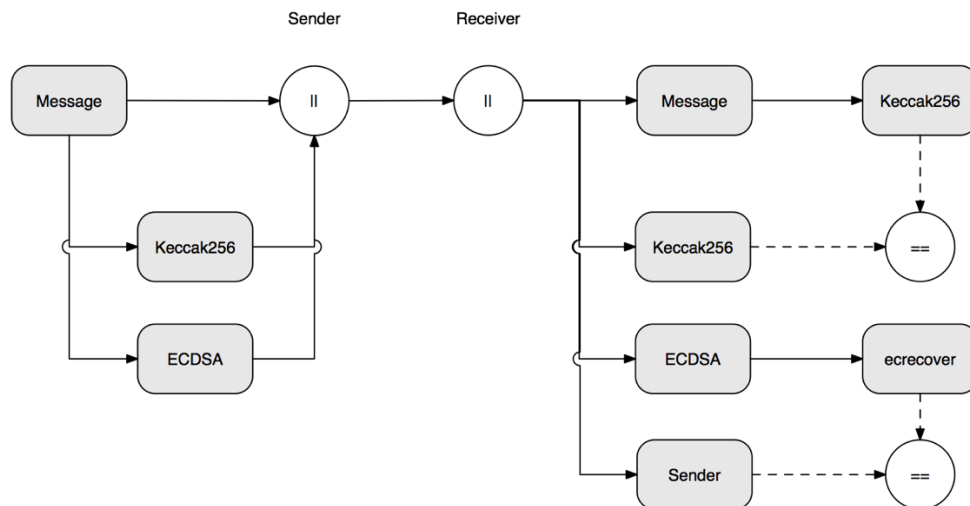 Sender
Receiver
Message
||
||
Message
Keccak256
Keccak256
Keccak256
==
ECDSA
ECDSA
ecrecover
Sender
==